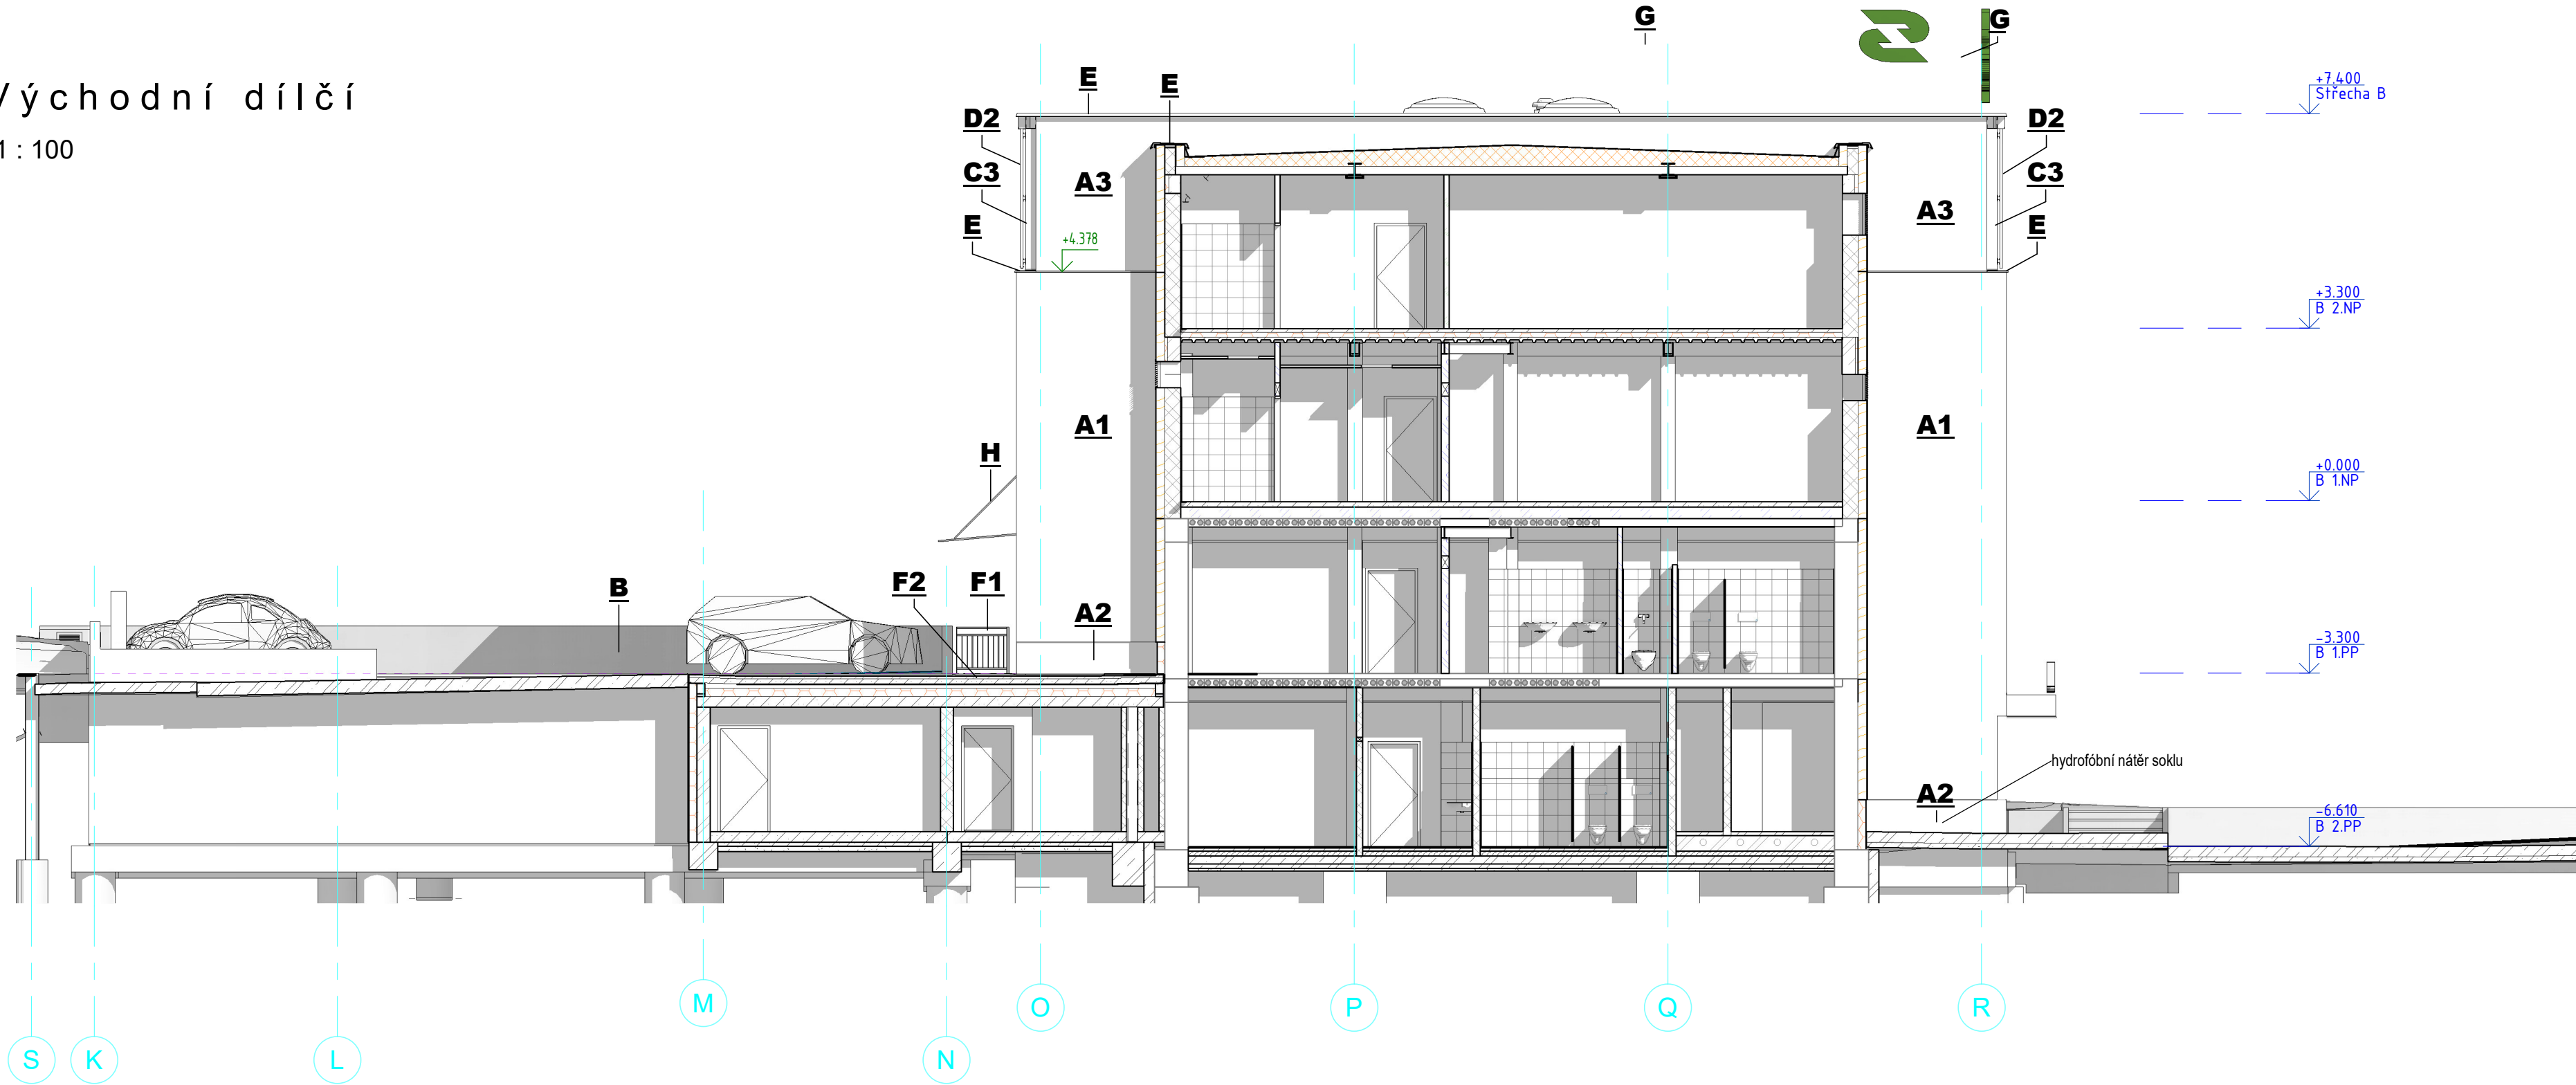 G
G
Východní dílčí
1 : 100
+7.400
Střecha B
E
E
D2
D2
C3
C3
A3
A3
E
E
+4.378
+3.300
B 2.NP
A1
A1
H
+0.000
B 1.NP
B
F2
F1
A2
-3.300
B 1.PP
hydrofóbní nátěr soklu
A2
-6.610
B 2.PP
M
O
P
Q
R
S
K
L
N